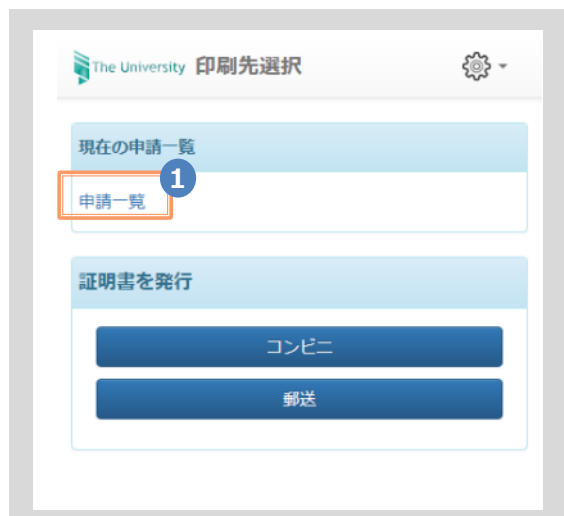 The University 印刷先選択
現在の申請一覧
1
申請一覧
証明書を発行
コンビニ
郵送